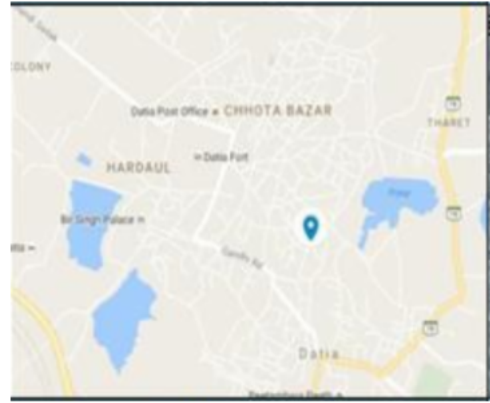 COLONY
Datia Post Office
CHHOTA BAZAR
THARET
Datia Fort
HARDAUL
Bir Singh Palace
Gandhi Rd
Datia